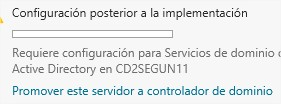 Configuración posterior a la implementación
Requiere configuración para Servicios de dominio c
Active Directory en CD2SEGUN11
Promover este servidor a controlador de dominio